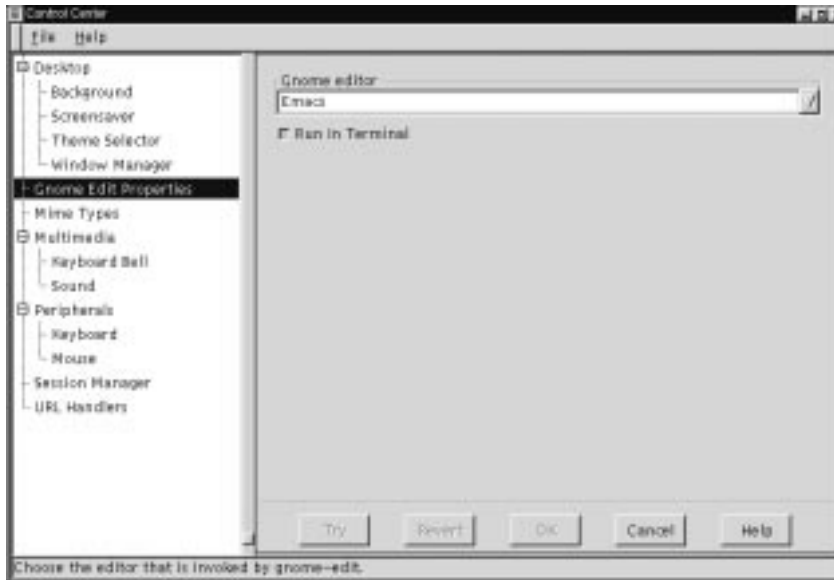 Control Center
File Help
Desktop
Background
Screensaver
Theme Selector
Window Manager
Gnome Edit Properties
Mime Types
Multimedia
Keyboard Bell
Sound
Peripherals
Keyboard
Mouse
Session Manager
URL Handlers
Gnome editor
Emacs
Run In Terminal
Try Revert OK Cancel Help
Choose the editor that is invoked by gnome-edit.